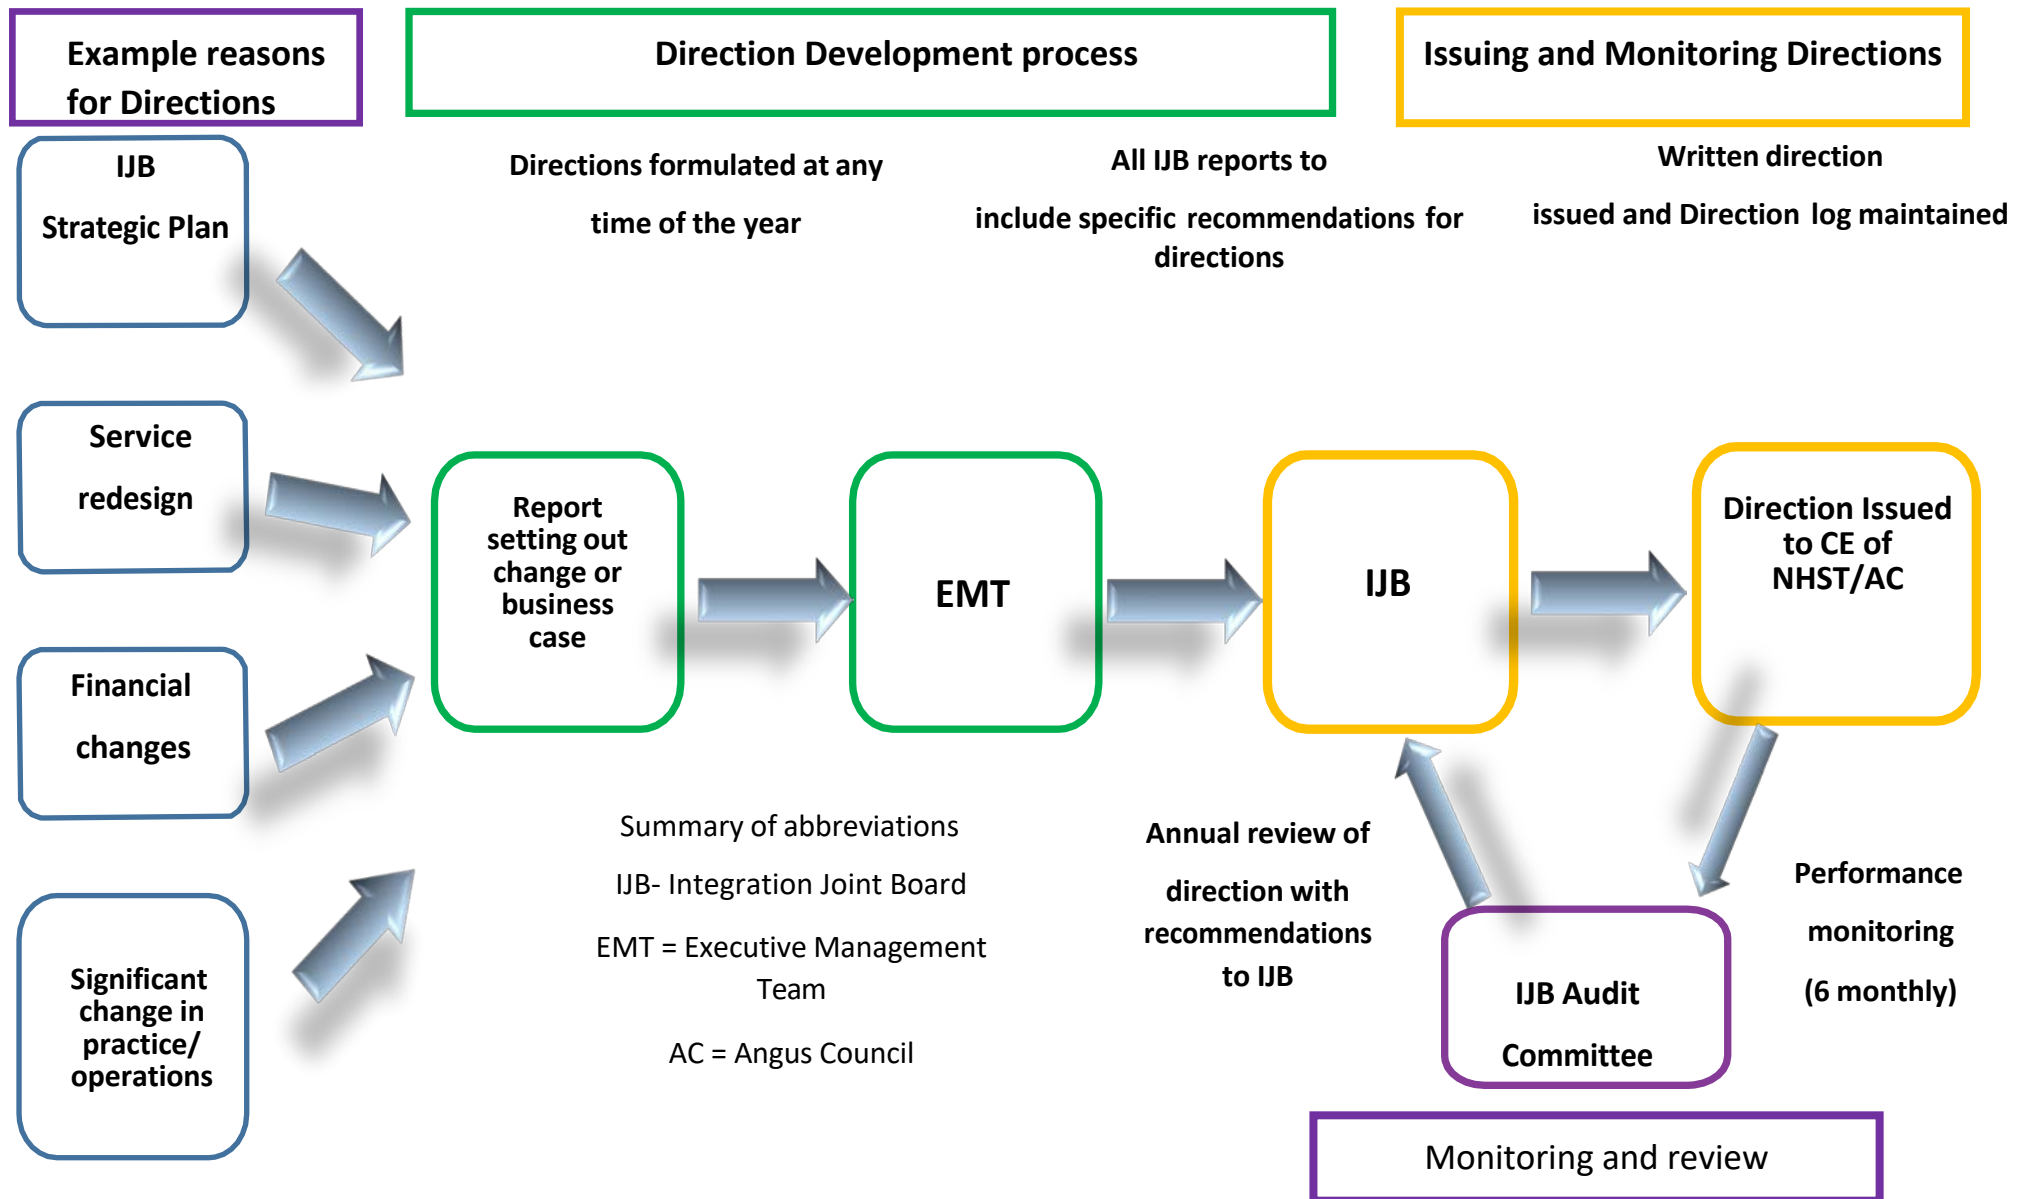 Example reasons
for Directions
Direction Development process
Issuing and Monitoring Directions
IJB
Strategic Plan
Directions formulated at any
time of the year
All IJB reports to
include specific recommendations for
directions
Written direction
issued and Direction log maintained
Service
redesign
Financial
changes
Significant
change in
practice/
operations
Report
setting out
change or
business
case
EMT
IJB
Direction Issued
to CE of
NHST/AC
Summary of abbreviations
IJB- Integration Joint Board
EMT = Executive Management
Team
AC = Angus Council
Annual review of
direction with
recommendations
to IJB
IJB Audit
Committee
Performance
monitoring
(6 monthly)
Monitoring and review